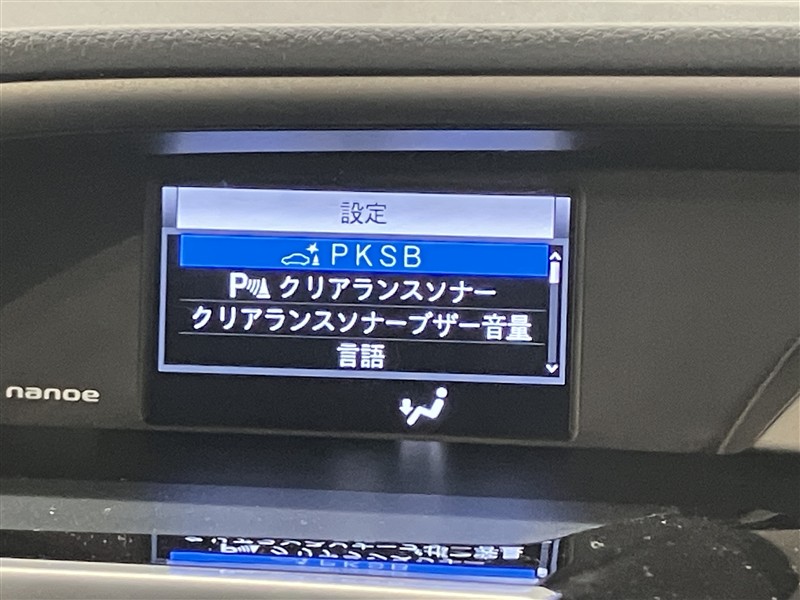 設定
PKSB
P クリアランスソナー
クリアランスソナーブザー音量
言語
nanoe